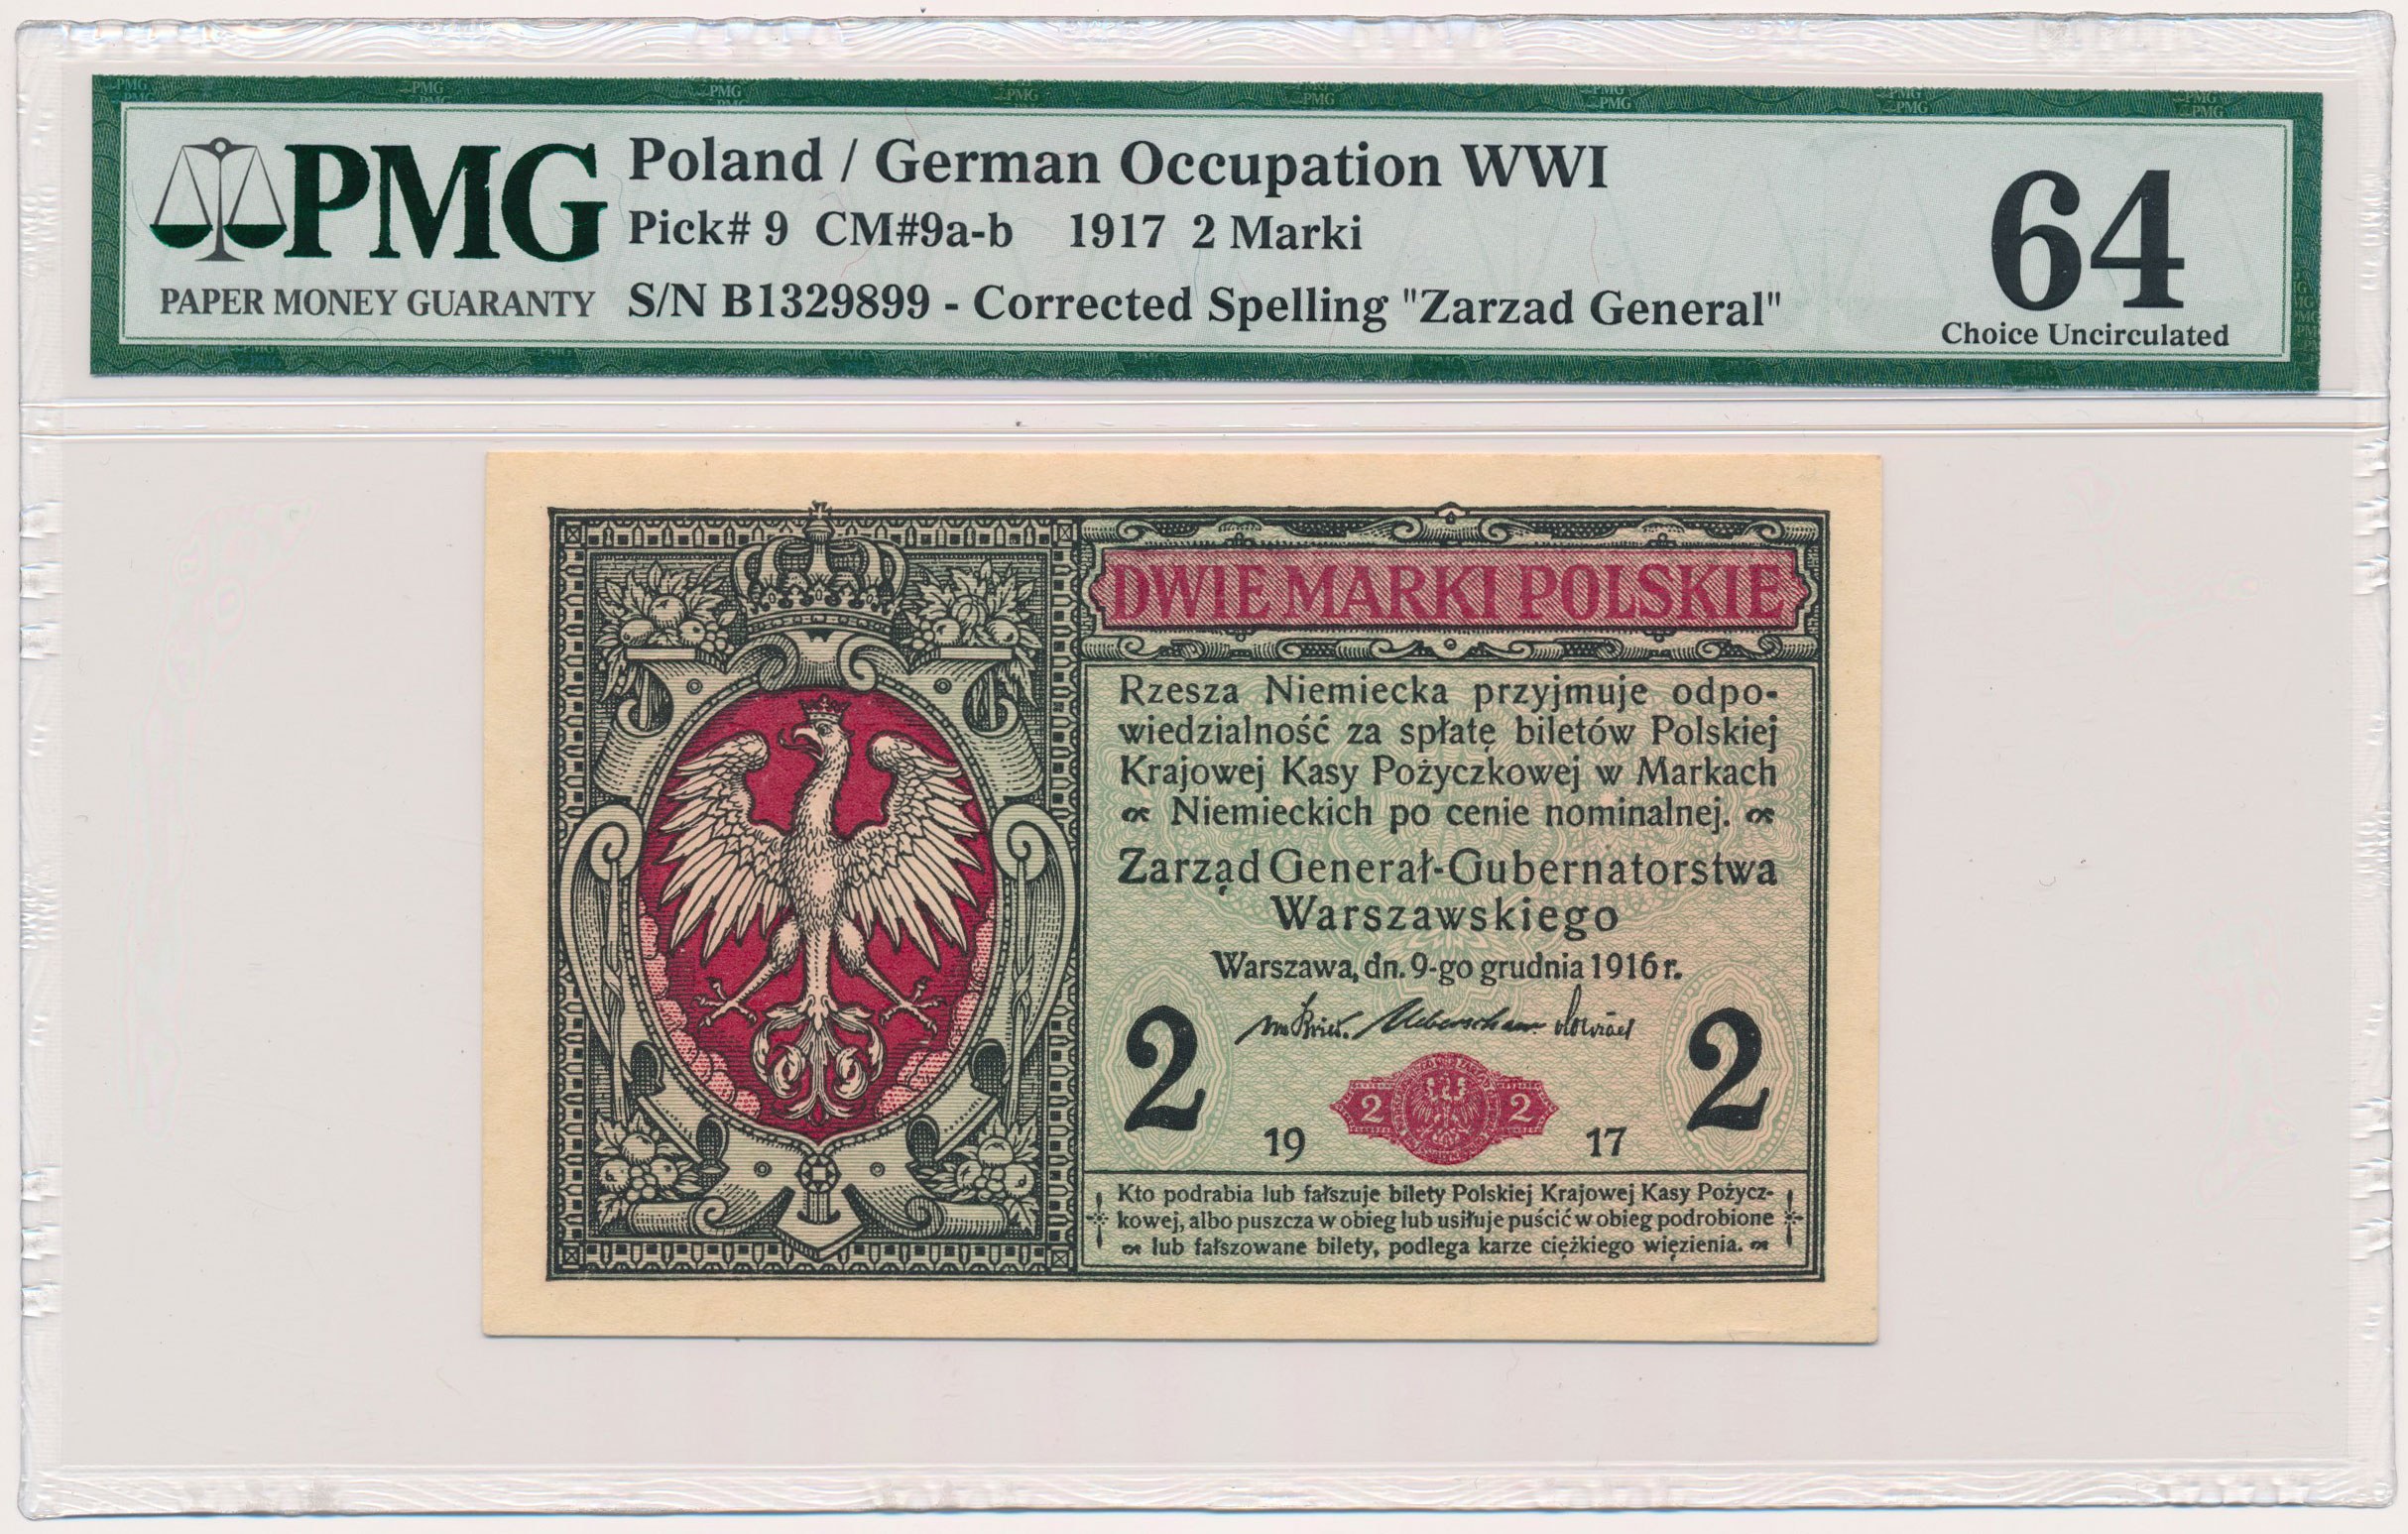 PMG
PAPER MONEY GUARANTY
Poland / German Occupation WWI
Pick# 9 CM#9a-b 1917 2 Marki
S/N B1329899 - Corrected Spelling "Zarzad General"
64
Choice Uncirculated
DWIE MARKI POLSKIE
Rzesza Niemiecka przyjmuje odpo-
wiedzialność za spłatę biletów Polskiej
Krajowej Kasy Pożyczkowej w Markach
Niemieckich po cenie nominalnej.
Zarząd Generał-Gubernatorstwa
Warszawskiego
Warszawa, dn. 9-go grudnia 1916 r.
2 2
2 2
19 17
Kto podrabia lub fałszuje bilety Polskiej Krajowej Kasy Pożycz-
kowej, albo puszcza w obieg lub usiłuje puścić w obieg podrobione
lub fałszowane bilety, podlega karze ciężkiego więzienia.